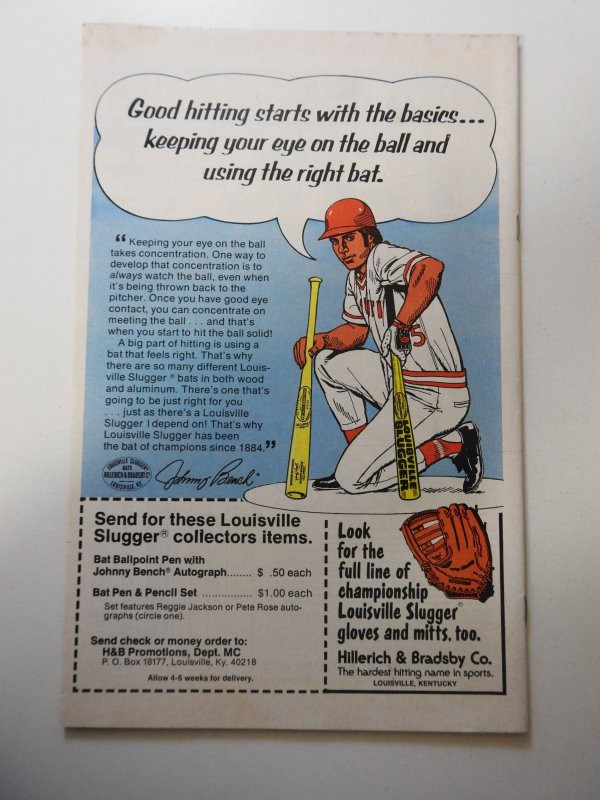 Good hitting starts with the basics...
keeping your eye on the ball and
using the right bat.
“ Keeping your eye on the ball
takes concentration. One way to
develop that concentration is to
always watch the ball, even when
it's being thrown back to the
pitcher. Once you have good eye
contact, you can concentrate on
meeting the ball . . . and that's
when you start to hit the ball solid!
A big part of hitting is using a
bat that feels right. That's why
there are so many different Louis-
ville Slugger ® bats in both wood
and aluminum. There's one that's
going to be just right for you
. . . just as there's a Louisville
Slugger I depend on! That's why
Louisville Slugger has been
the bat of champions since 1884.”
LOUISVILLE SLUGGER®
BATS
HILLERICH & BRADSBY Co
LOUISVILLE, KY.
Johnny Bench®
5
LOUISVILLE
SLUGGER
Send for these Louisville
Slugger® collectors items.
Bat Ballpoint Pen with
Johnny Bench® Autograph........ $ .50 each
Bat Pen & Pencil Set ................ $1.00 each
Set features Reggie Jackson or Pete Rose auto-
graphs (circle one).
Send check or money order to:
H&B Promotions, Dept. MC
P. O. Box 18177, Louisville, Ky. 40218
Allow 4-6 weeks for delivery.
Look
for the
full line of
championship
Louisville Slugger®
gloves and mitts, too.
Hillerich & Bradsby Co.
The hardest hitting name in sports.
LOUISVILLE, KENTUCKY